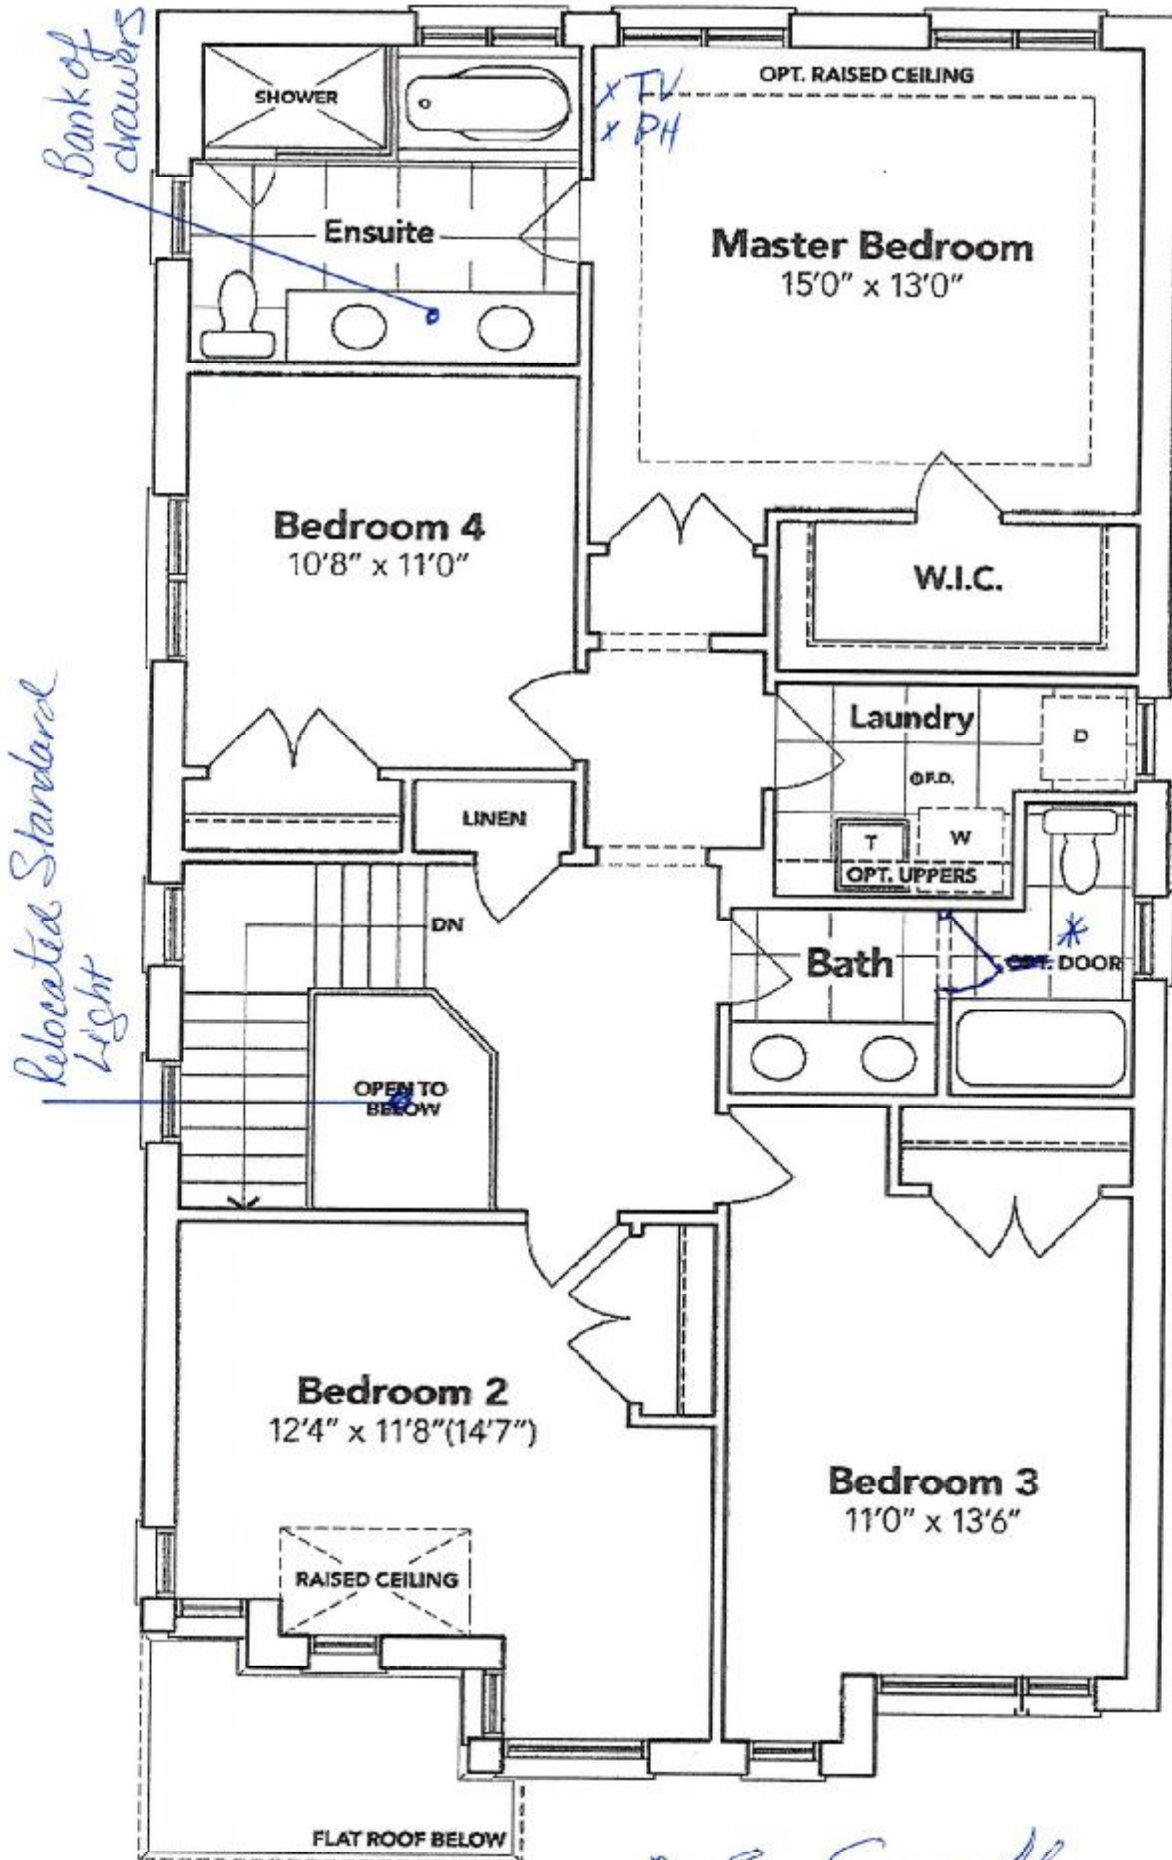 Bank of
drawers
SHOWER
x TV
x PH
OPT. RAISED CEILING
Ensuite
Master Bedroom
15'0" x 13'0"
Bedroom 4
10'8" x 11'0"
W.I.C.
Laundry
D
F.D.
LINEN
T
W
OPT. UPPERS
Relocated Standard
Light
DN
Bath
*
OPT. DOOR
OPEN TO
BELOW
Bedroom 2
12'4" x 11'8"(14'7")
Bedroom 3
11'0" x 13'6"
RAISED CEILING
FLAT ROOF BELOW